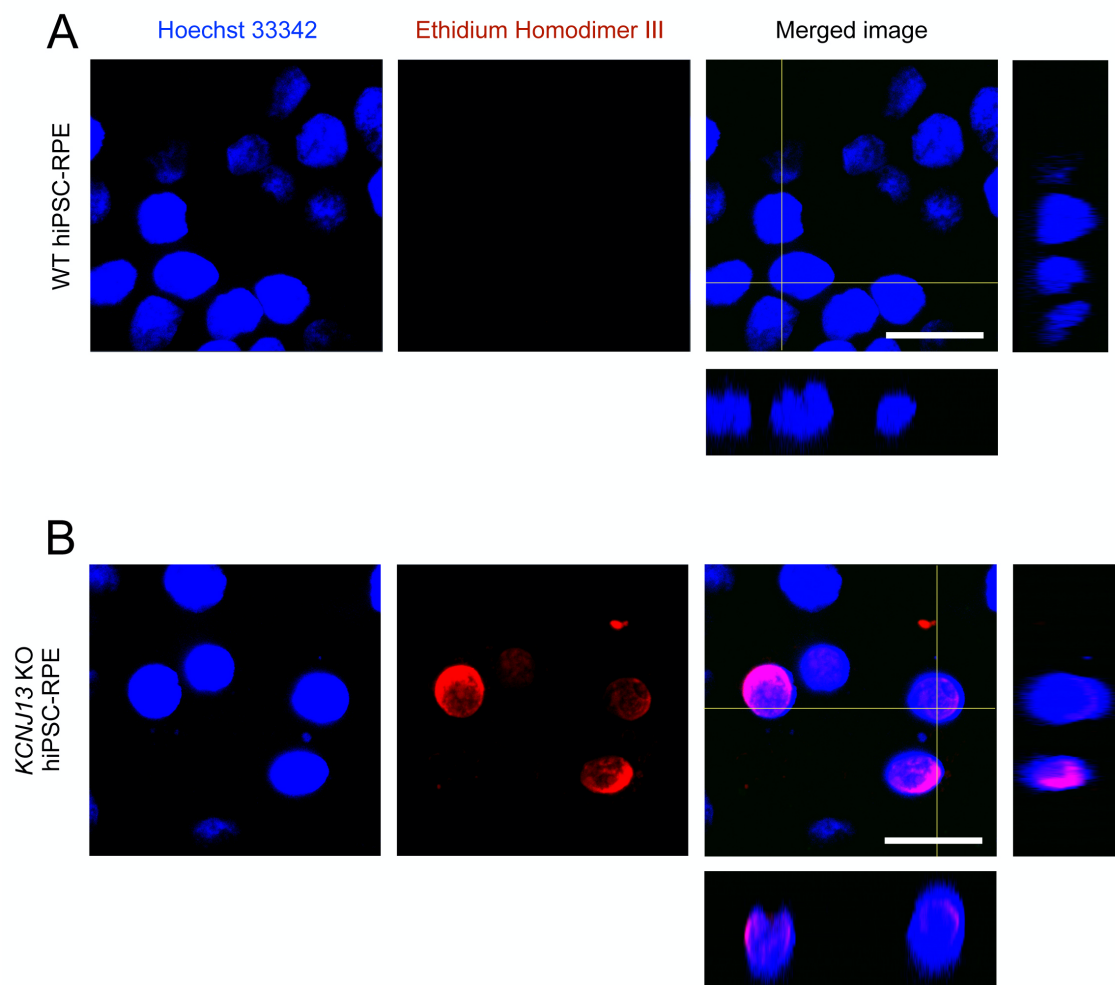 A
Hoechst 33342
Ethidium Homodimer III
Merged image
WT hiPSC-RPE
B
KCNJ13 KO
hiPSC-RPE